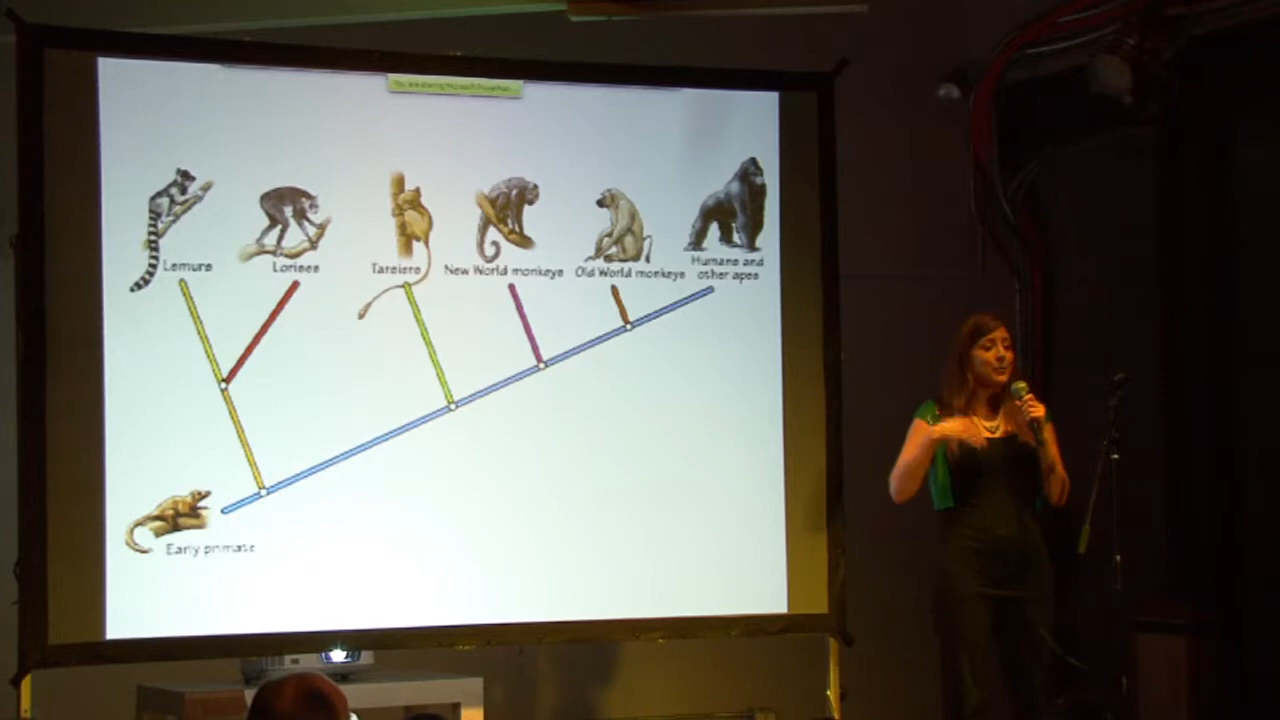 Lemurs
Lorises
Tarsiers
New World monkeys
Old World monkeys
Humans and
other apes
Early primate